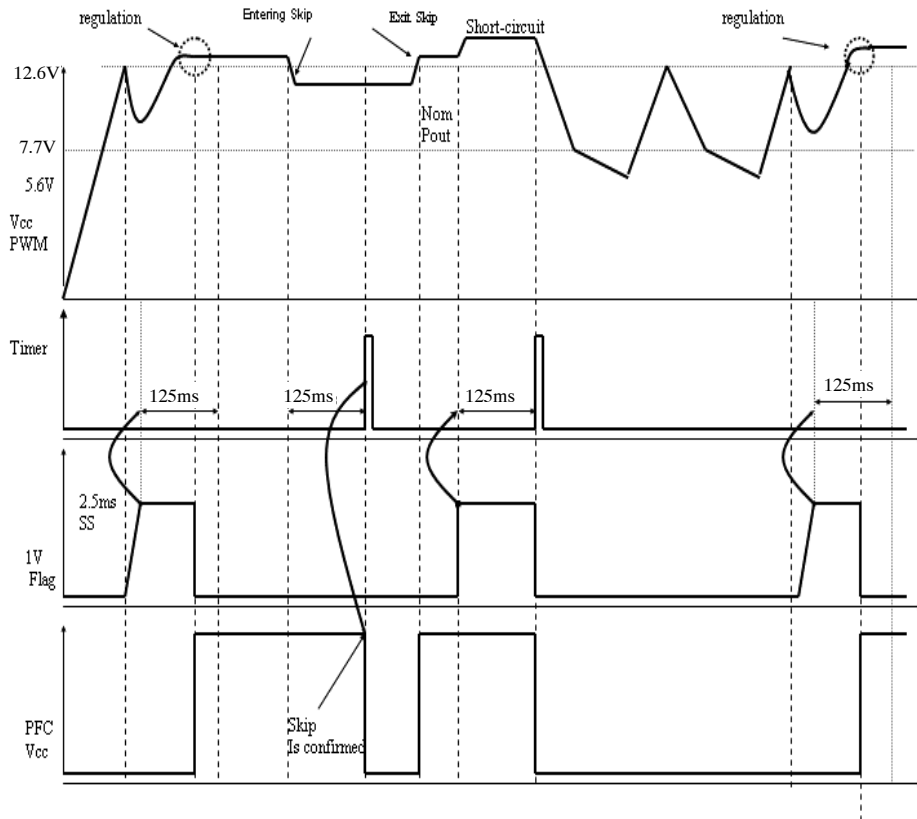 regulation
Entering Skip
Exit Skip
Short-circuit
regulation
12.6V
Nom
Pout
7.7V
5.6V
Vcc
PWM
Timer
125ms
125ms
125ms
125ms
2.5ms
SS
1V
Flag
Skip
Is confirmed
PFC
Vcc